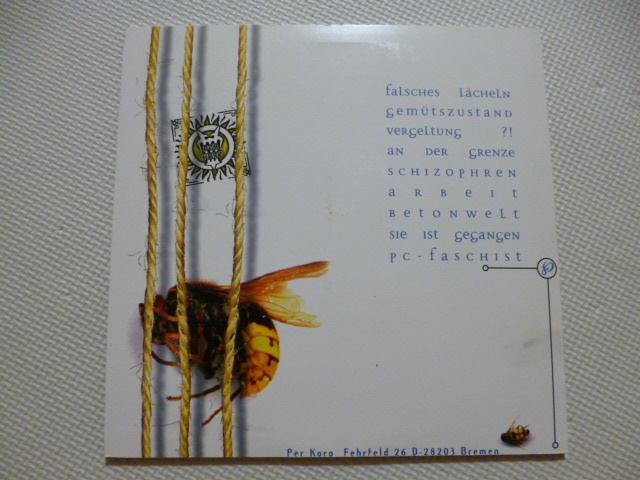 falsches lächeln
gemütszustand
vergeltung ?!
an der grenze
schizophren
arbeit
betonwelt
sie ist gegangen
pc-faschist
Per Koro Fehrfeld 26 D-28203 Bremen